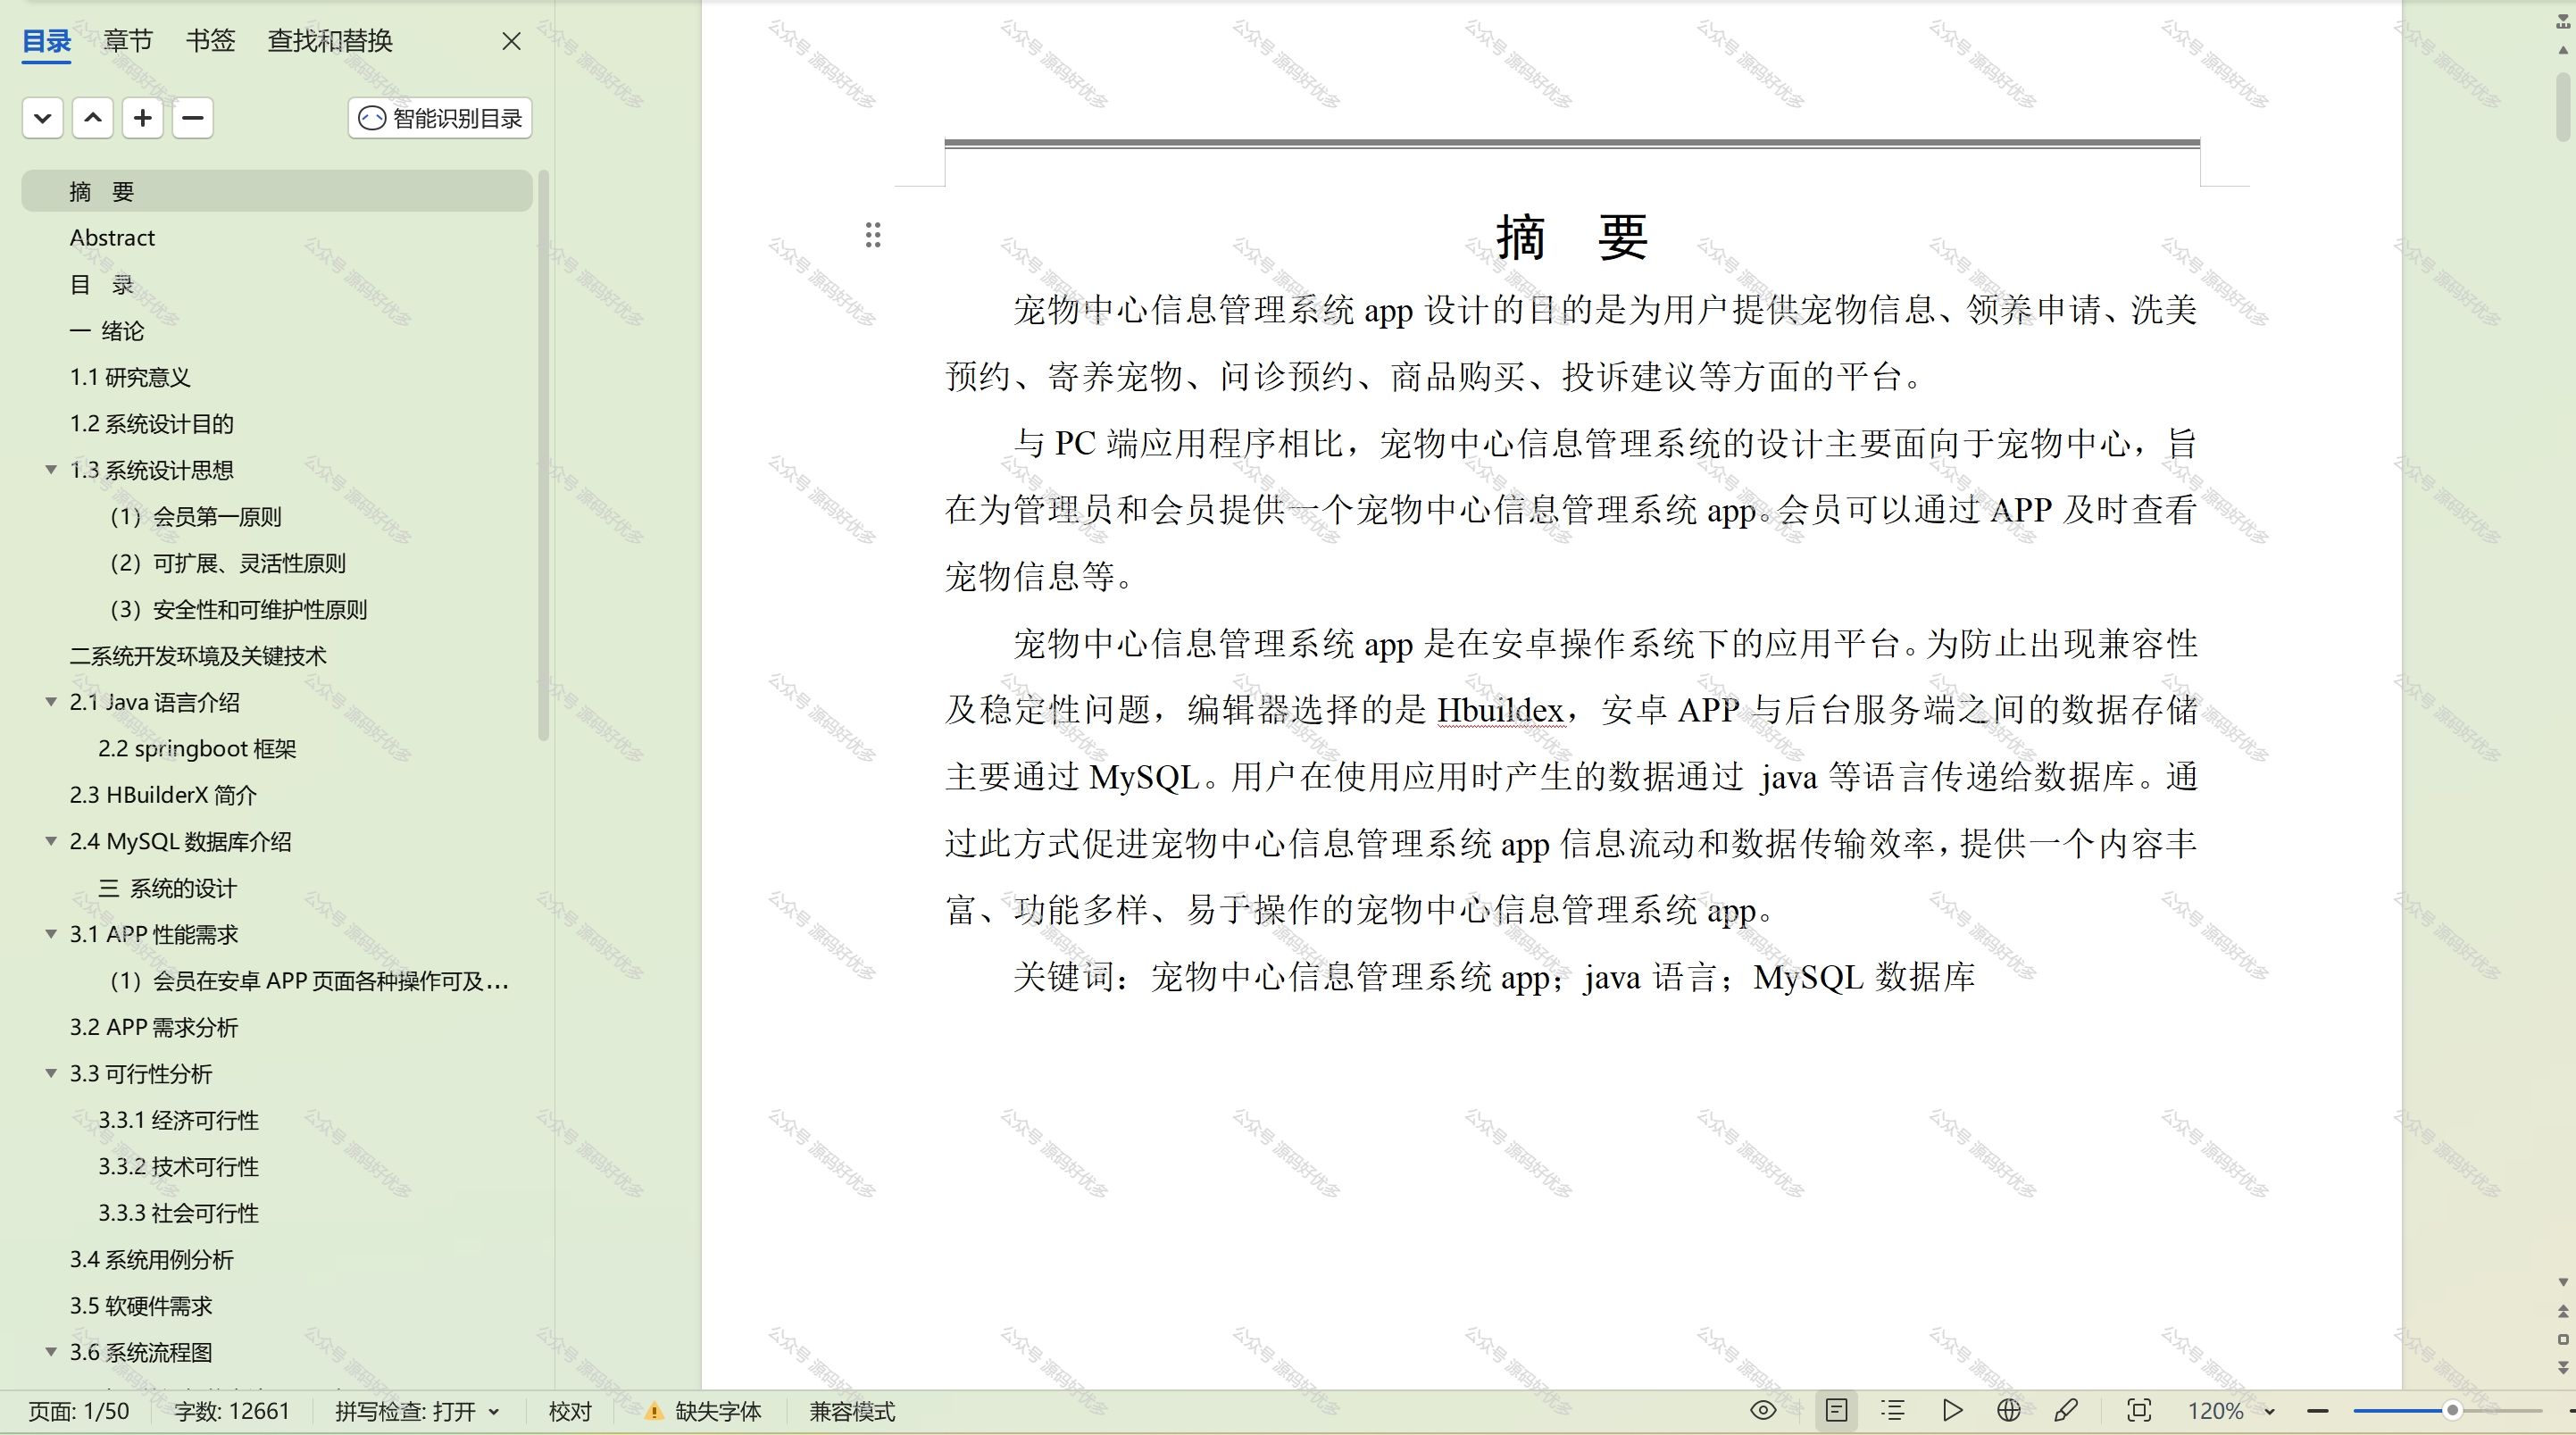 目录 章节 书签 查找和替换
智能识别目录
摘 要
Abstract
目 录
一 绪论
1.1 研究意义
1.2 系统设计目的
1.3 系统设计思想
（1）会员第一原则
（2）可扩展、灵活性原则
（3）安全性和可维护性原则
二系统开发环境及关键技术
2.1 Java 语言介绍
2.2 springboot 框架
2.3 HBuilderX 简介
2.4 MySQL 数据库介绍
三 系统的设计
3.1 APP 性能需求
（1）会员在安卓 APP 页面各种操作可及...
3.2 APP 需求分析
3.3 可行性分析
3.3.1 经济可行性
3.3.2 技术可行性
3.3.3 社会可行性
3.4 系统用例分析
3.5 软硬件需求
3.6 系统流程图
摘 要
宠物中心信息管理系统 app 设计的目的是为用户提供宠物信息、领养申请、洗美
预约、寄养宠物、问诊预约、商品购买、投诉建议等方面的平台。
与 PC 端应用程序相比，宠物中心信息管理系统的设计主要面向于宠物中心，旨
在为管理员和会员提供一个宠物中心信息管理系统 app。会员可以通过 APP 及时查看
宠物信息等。
宠物中心信息管理系统 app 是在安卓操作系统下的应用平台。为防止出现兼容性
及稳定性问题，编辑器选择的是 Hbuildex，安卓 APP 与后台服务端之间的数据存储
主要通过 MySQL。用户在使用应用时产生的数据通过 java 等语言传递给数据库。通
过此方式促进宠物中心信息管理系统 app 信息流动和数据传输效率，提供一个内容丰
富、功能多样、易于操作的宠物中心信息管理系统 app。
关键词：宠物中心信息管理系统 app；java 语言；MySQL 数据库
页面: 1/50 字数: 12661 拼写检查: 打开 校对 缺失字体 兼容模式 120%
公众号 源码好优多